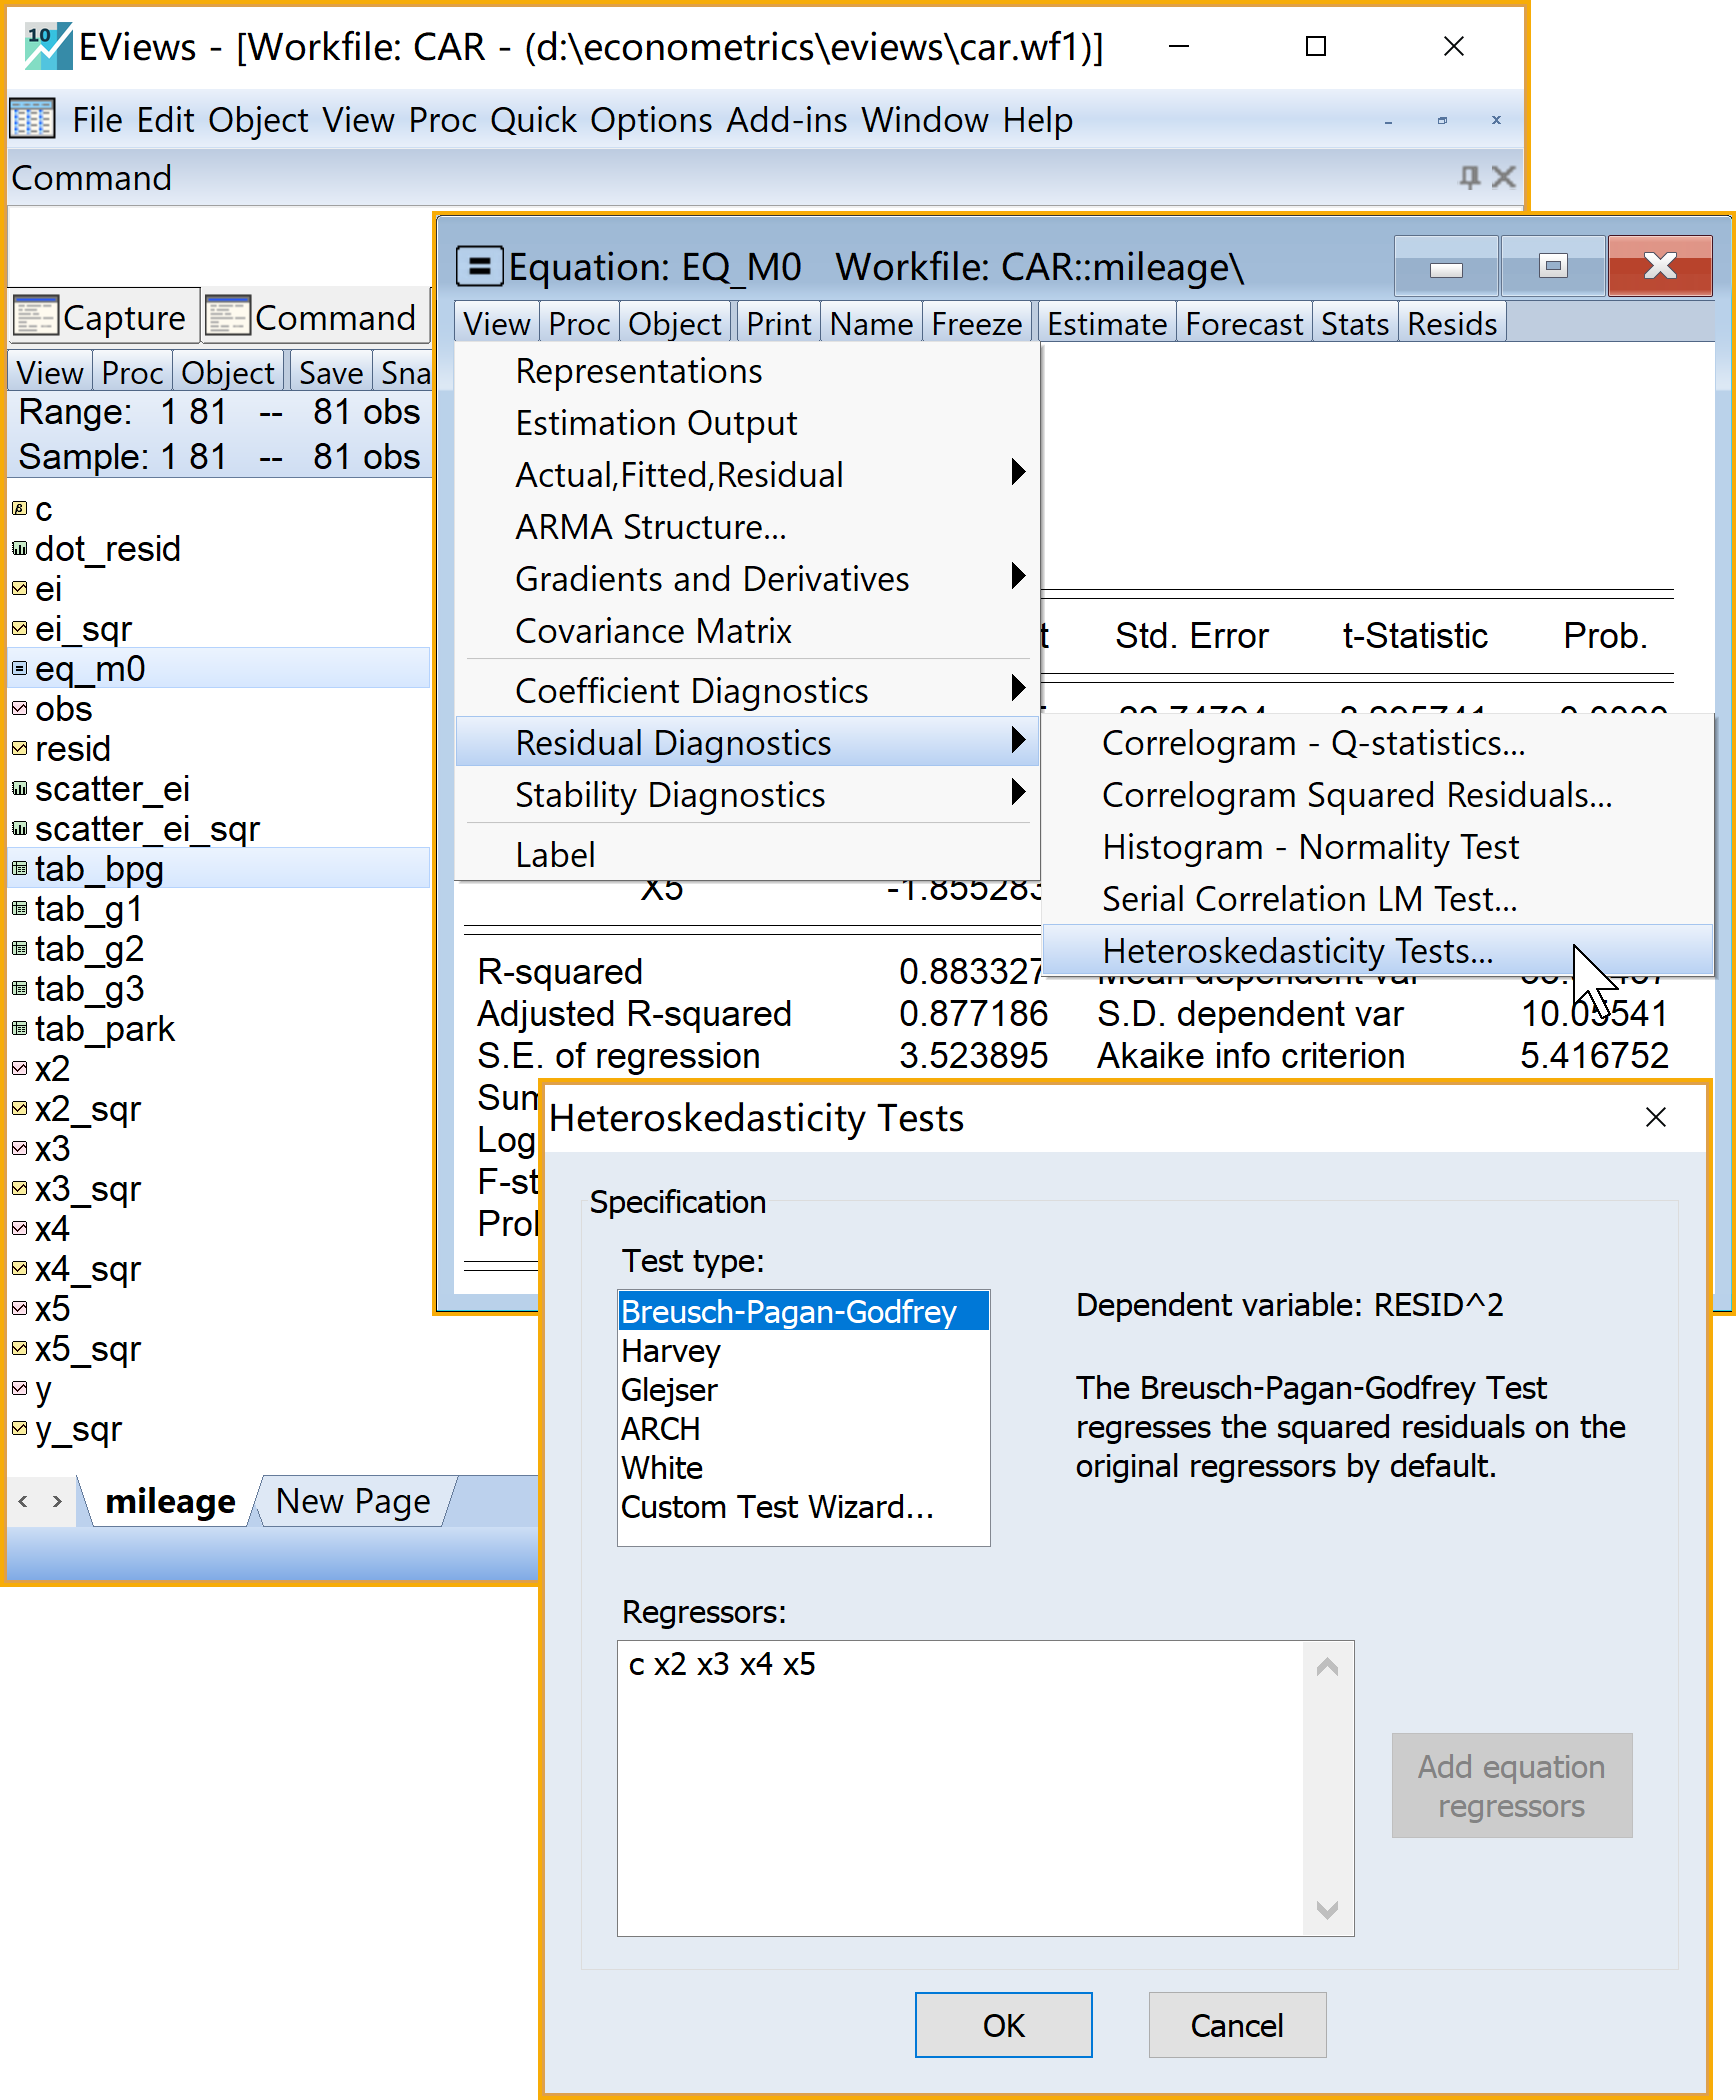 10 EViews - [Workfile: CAR - (d:\econometrics\eviews\car.wf1)]
File Edit Object View Proc Quick Options Add-ins Window Help
Command
Capture Command
View Proc Object Save Sna
Range: 1 81 -- 81 obs
Sample: 1 81 -- 81 obs
c
dot_resid
ei
ei_sqr
eq_m0
obs
resid
scatter_ei
scatter_ei_sqr
tab_bpg
tab_g1
tab_g2
tab_g3
tab_park
x2
x2_sqr
x3
x3_sqr
x4
x4_sqr
x5
x5_sqr
y
y_sqr
mileage New Page
Equation: EQ_M0 Workfile: CAR::mileage\
View Proc Object Print Name Freeze Estimate Forecast Stats Resids
Representations
Estimation Output
Actual,Fitted,Residual
ARMA Structure...
Gradients and Derivatives
Covariance Matrix
Coefficient Diagnostics
Residual Diagnostics
Stability Diagnostics
Label
t Std. Error t-Statistic Prob.
Correlogram - Q-statistics...
Correlogram Squared Residuals...
Histogram - Normality Test
Serial Correlation LM Test...
Heteroskedasticity Tests...
X5 -1.855283
R-squared 0.883327 Mean dependent var
Adjusted R-squared 0.877186 S.D. dependent var 10.05541
S.E. of regression 3.523895 Akaike info criterion 5.416752
Sum
Log
F-st
Prol
Heteroskedasticity Tests
Specification
Test type:
Breusch-Pagan-Godfrey
Harvey
Glejser
ARCH
White
Custom Test Wizard...
Dependent variable: RESID^2
The Breusch-Pagan-Godfrey Test
regresses the squared residuals on the
original regressors by default.
Regressors:
c x2 x3 x4 x5
Add equation
regressors
OK Cancel